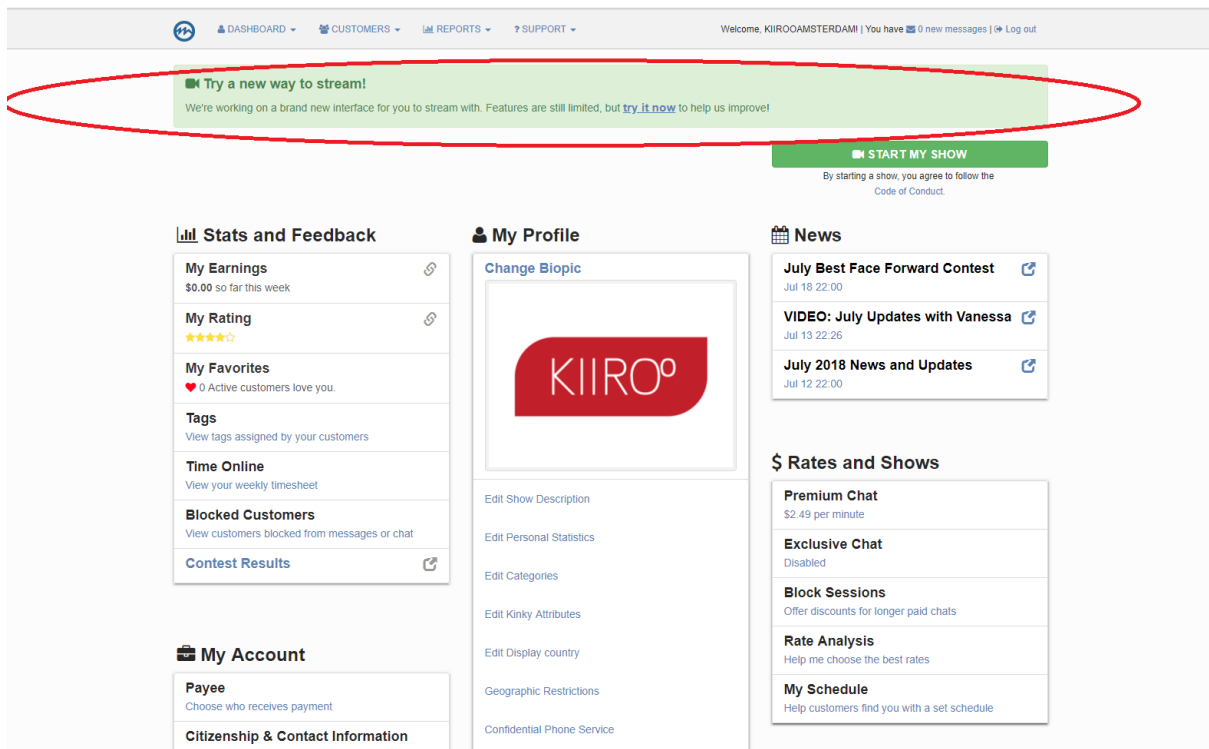 DASHBOARD CUSTOMERS REPORTS ? SUPPORT Welcome, KIIROOAMSTERDAM! | You have 0 new messages | Log out
Try a new way to stream!
We're working on a brand new interface for you to stream with. Features are still limited, but try it now to help us improve!
START MY SHOW
By starting a show, you agree to follow the
Code of Conduct.
Stats and Feedback
My Earnings
$0.00 so far this week
My Rating
My Favorites
0 Active customers love you.
Tags
View tags assigned by your customers
Time Online
View your weekly timesheet
Blocked Customers
View customers blocked from messages or chat
Contest Results
My Account
Payee
Choose who receives payment
Citizenship & Contact Information
My Profile
Change Biopic
KIIROO
Edit Show Description
Edit Personal Statistics
Edit Categories
Edit Kinky Attributes
Edit Display country
Geographic Restrictions
Confidential Phone Service
News
July Best Face Forward Contest
Jul 18 22:00
VIDEO: July Updates with Vanessa
Jul 13 22:26
July 2018 News and Updates
Jul 12 22:00
$ Rates and Shows
Premium Chat
$2.49 per minute
Exclusive Chat
Disabled
Block Sessions
Offer discounts for longer paid chats
Rate Analysis
Help me choose the best rates
My Schedule
Help customers find you with a set schedule